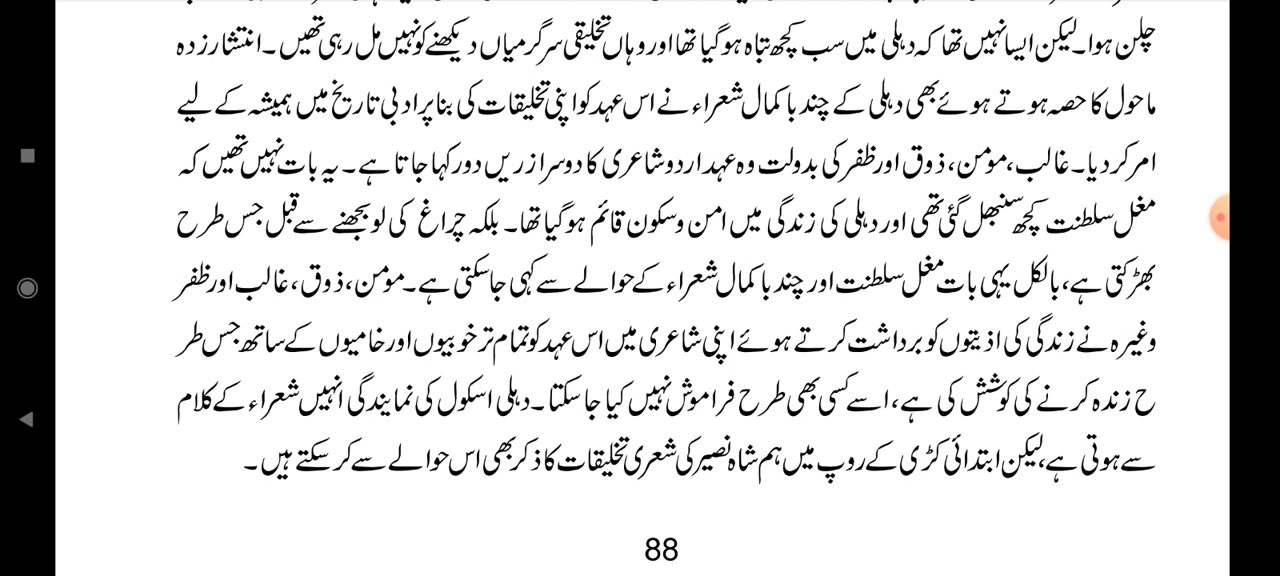 چلن ہوا۔ لیکن ایسا نہیں تھا کہ دہلی میں سب کچھ تباہ ہو گیا تھا اور وہاں تخلیقی سرگرمیاں دیکھنے کو نہیں مل رہی تھیں۔ انتشار زدہ
ماحول کا حصہ ہوتے ہوئے بھی دہلی کے چند با کمال شعراء نے اس عہد کو اپنی تخلیقات کی بنا پر ادبی تاریخ میں ہمیشہ کے لیے
امر کر دیا۔ غالب، مومن، ذوق اور ظفر کی بدولت وہ عہد اردو شاعری کا دوسرا زریں دور کہا جاتا ہے۔ یہ بات نہیں تھیں کہ
مغل سلطنت کچھ سنبھل گئی تھی اور دہلی کی زندگی میں امن و سکون قائم ہو گیا تھا۔ بلکہ چراغ کی لو بجھنے سے قبل جس طرح
بھڑکتی ہے، بالکل یہی بات مغل سلطنت اور چند با کمال شعراء کے حوالے سے کہی جا سکتی ہے۔ مومن، ذوق، غالب اور ظفر
وغیرہ نے زندگی کی اذیتوں کو برداشت کرتے ہوئے اپنی شاعری میں اس عہد کو تمام تر خوبیوں اور خامیوں کے ساتھ جس طر
ح زندہ کرنے کی کوشش کی ہے، اسے کسی بھی طرح فراموش نہیں کیا جا سکتا۔ دہلی اسکول کی نمایندگی انہیں شعراء کے کلام
سے ہوتی ہے، لیکن ابتدائی کڑی کے روپ میں ہم شاہ نصیر کی شعری تخلیقات کا ذکر بھی اس حوالے سے کر سکتے ہیں۔
88